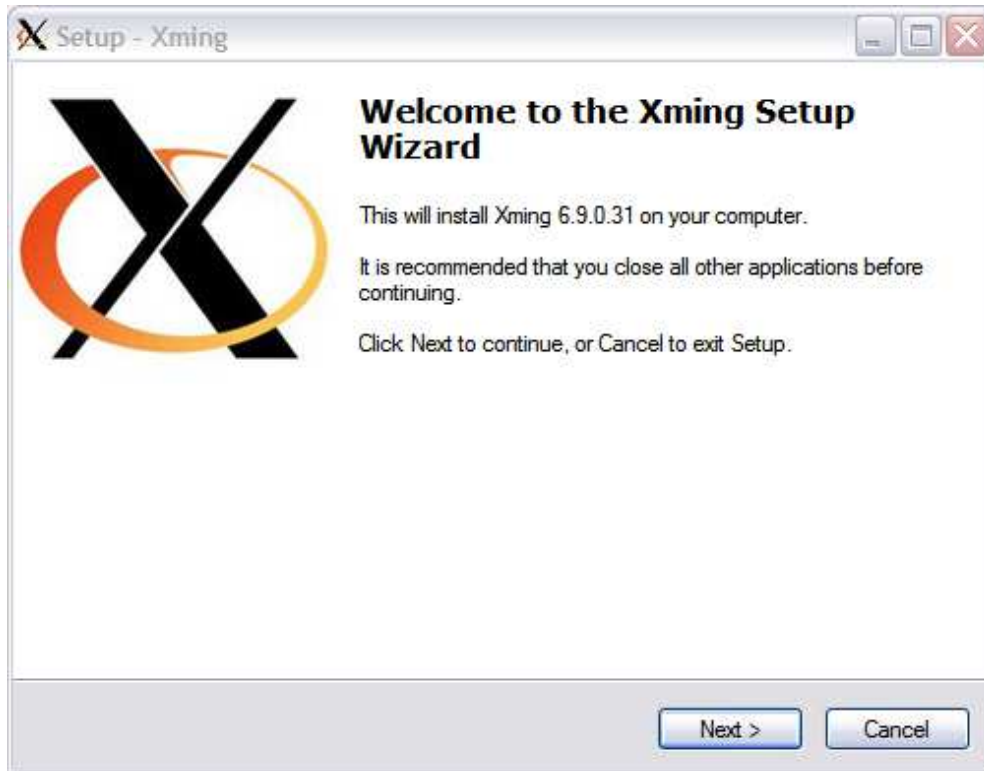 Setup - Xming
Welcome to the Xming Setup
Wizard
This will install Xming 6.9.0.31 on your computer.
It is recommended that you close all other applications before
continuing.
Click Next to continue, or Cancel to exit Setup.
Next >
Cancel